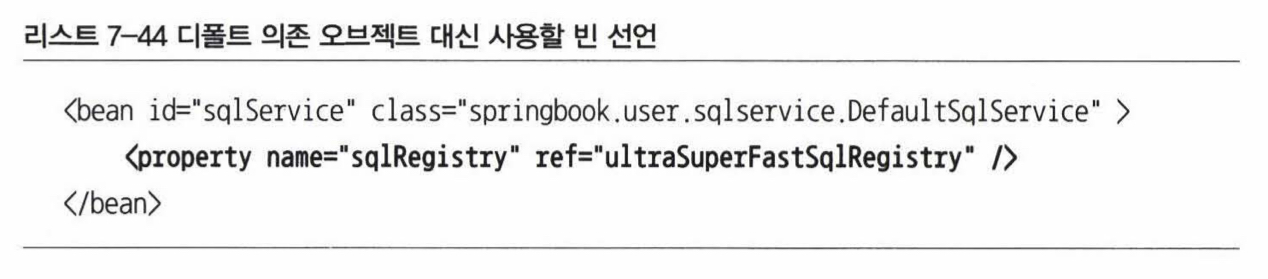 리스트 7-44 디폴트 의존 오브젝트 대신 사용할 빈 선언
<bean id="sqlService" class="springbook.user.sqlservice.DefaultSqlService" >
<property name="sqlRegistry" ref="ultraSuperFastSqlRegistry" />
</bean>